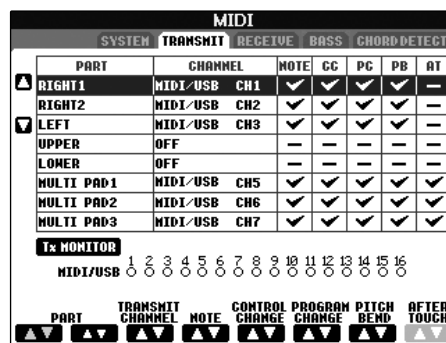 MIDI
SYSTEM TRANSMIT RECEIVE BASS CHORD DETECT
PART CHANNEL NOTE CC PC PB AT
RIGHT1 MIDI/USB CH1 –
RIGHT2 MIDI/USB CH2 –
LEFT MIDI/USB CH3 –
UPPER OFF – – – – –
LOWER OFF – – – – –
MULTI PAD1 MIDI/USB CH5
MULTI PAD2 MIDI/USB CH6
MULTI PAD3 MIDI/USB CH7
Tx MONITOR
1 2 3 4 5 6 7 8 9 10 11 12 13 14 15 16
MIDI/USB
PART TRANSMIT CHANNEL NOTE CONTROL CHANGE PROGRAM CHANGE PITCH BEND AFTER TOUCH